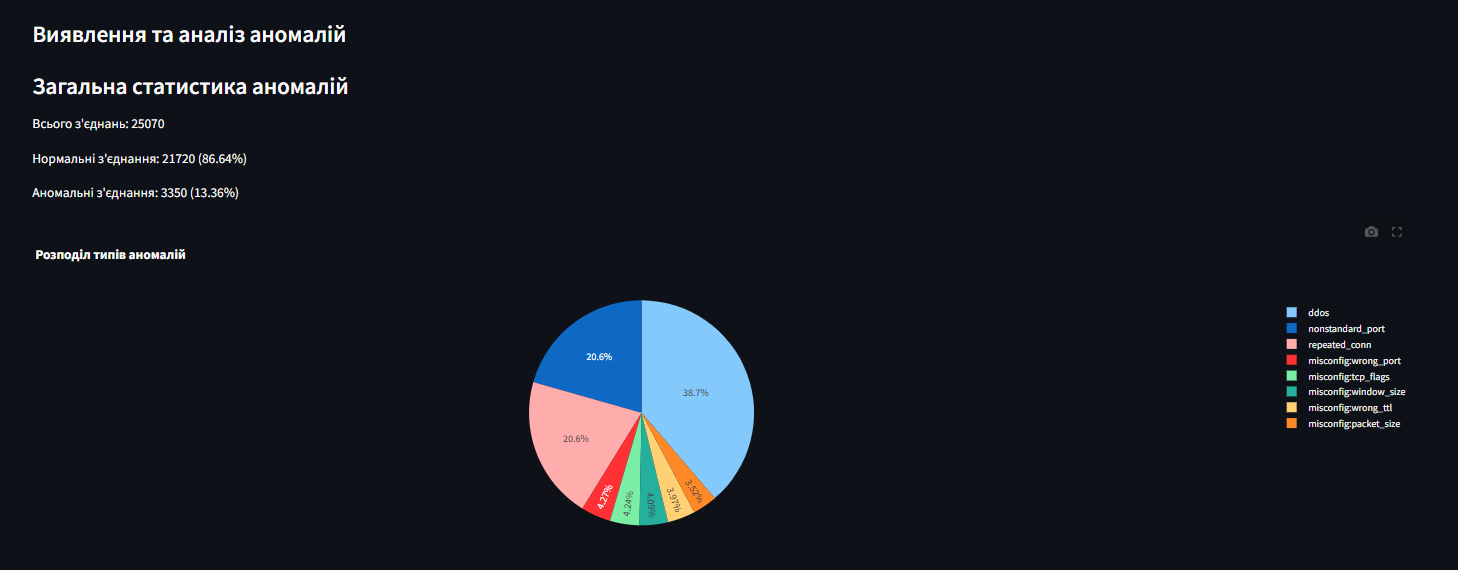 Виявлення та аналіз аномалій
Загальна статистика аномалій
Всього з'єднань: 25070
Нормальні з'єднання: 21720 (86.64%)
Аномальні з'єднання: 3350 (13.36%)
Розподіл типів аномалій
20.6%
38.7%
20.6%
4.27%
4.24%
4.09%
3.97%
3.52%
ddos
nonstandard_port
repeated_conn
misconfig:wrong_port
misconfig:tcp_flags
misconfig:window_size
misconfig:wrong_ttl
misconfig:packet_size